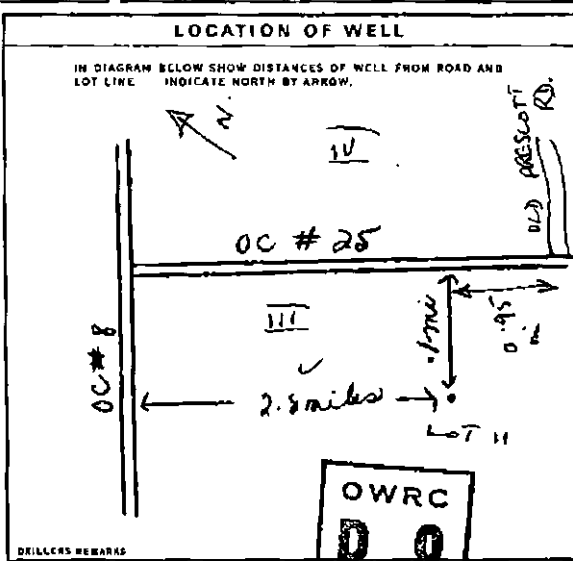 LOCATION OF WELL
IN DIAGRAM BELOW SHOW DISTANCES OF WELL FROM ROAD AND
LOT LINE INDICATE NORTH BY ARROW.
N.
IV
OLD PRESCOTT RD.
OC # 25
III
.1 mi
0.95
OC # 8
2.8 miles
LOT 11
OWRC
D O
DRILLERS REMARKS